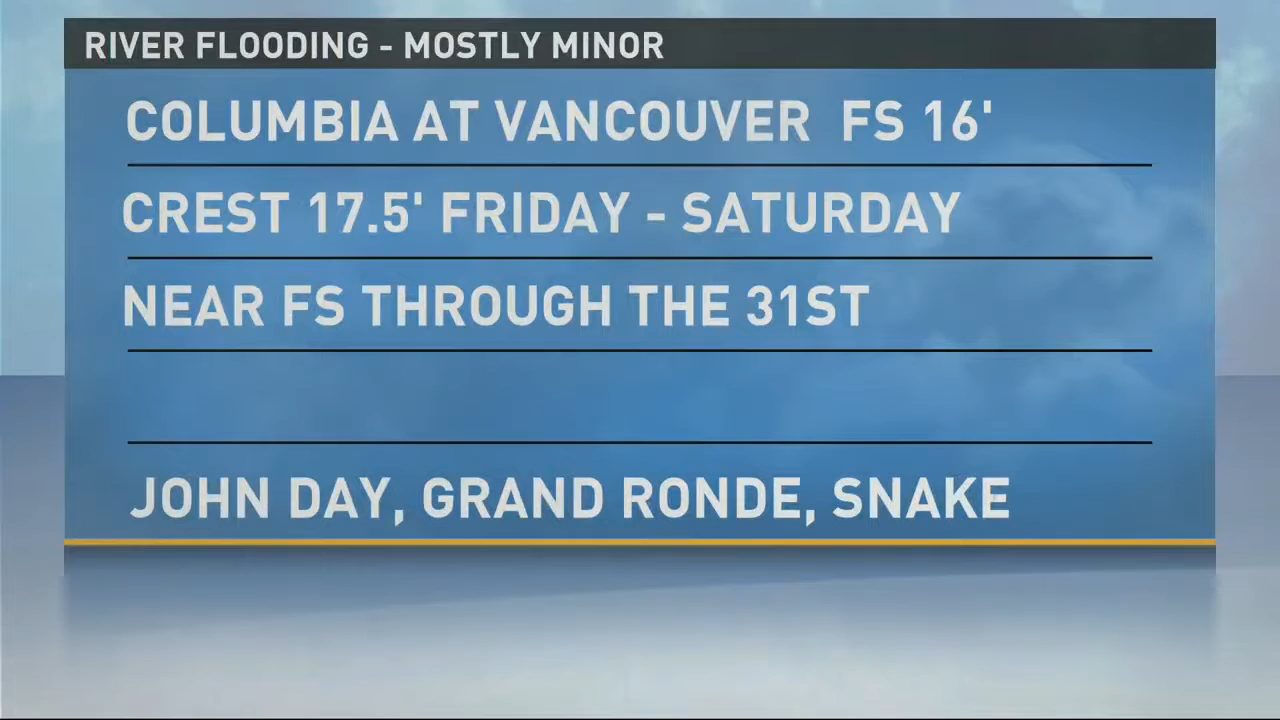 RIVER FLOODING - MOSTLY MINOR
COLUMBIA AT VANCOUVER  FS 16'
CREST 17.5' FRIDAY - SATURDAY
NEAR FS THROUGH THE 31ST
JOHN DAY, GRAND RONDE, SNAKE